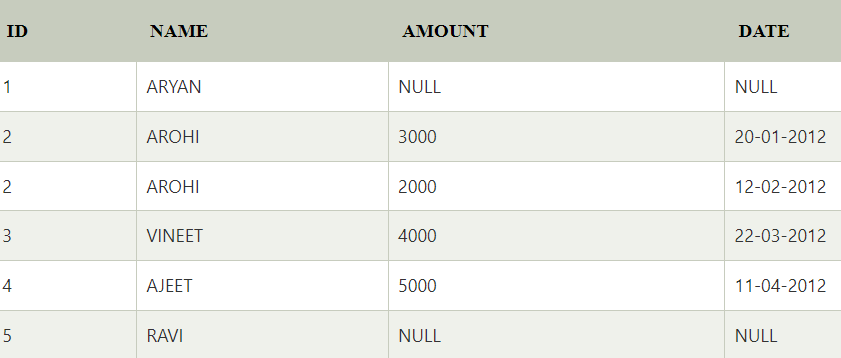 ID NAME AMOUNT DATE
1 ARYAN NULL NULL
2 AROHI 3000 20-01-2012
2 AROHI 2000 12-02-2012
3 VINEET 4000 22-03-2012
4 AJEET 5000 11-04-2012
5 RAVI NULL NULL